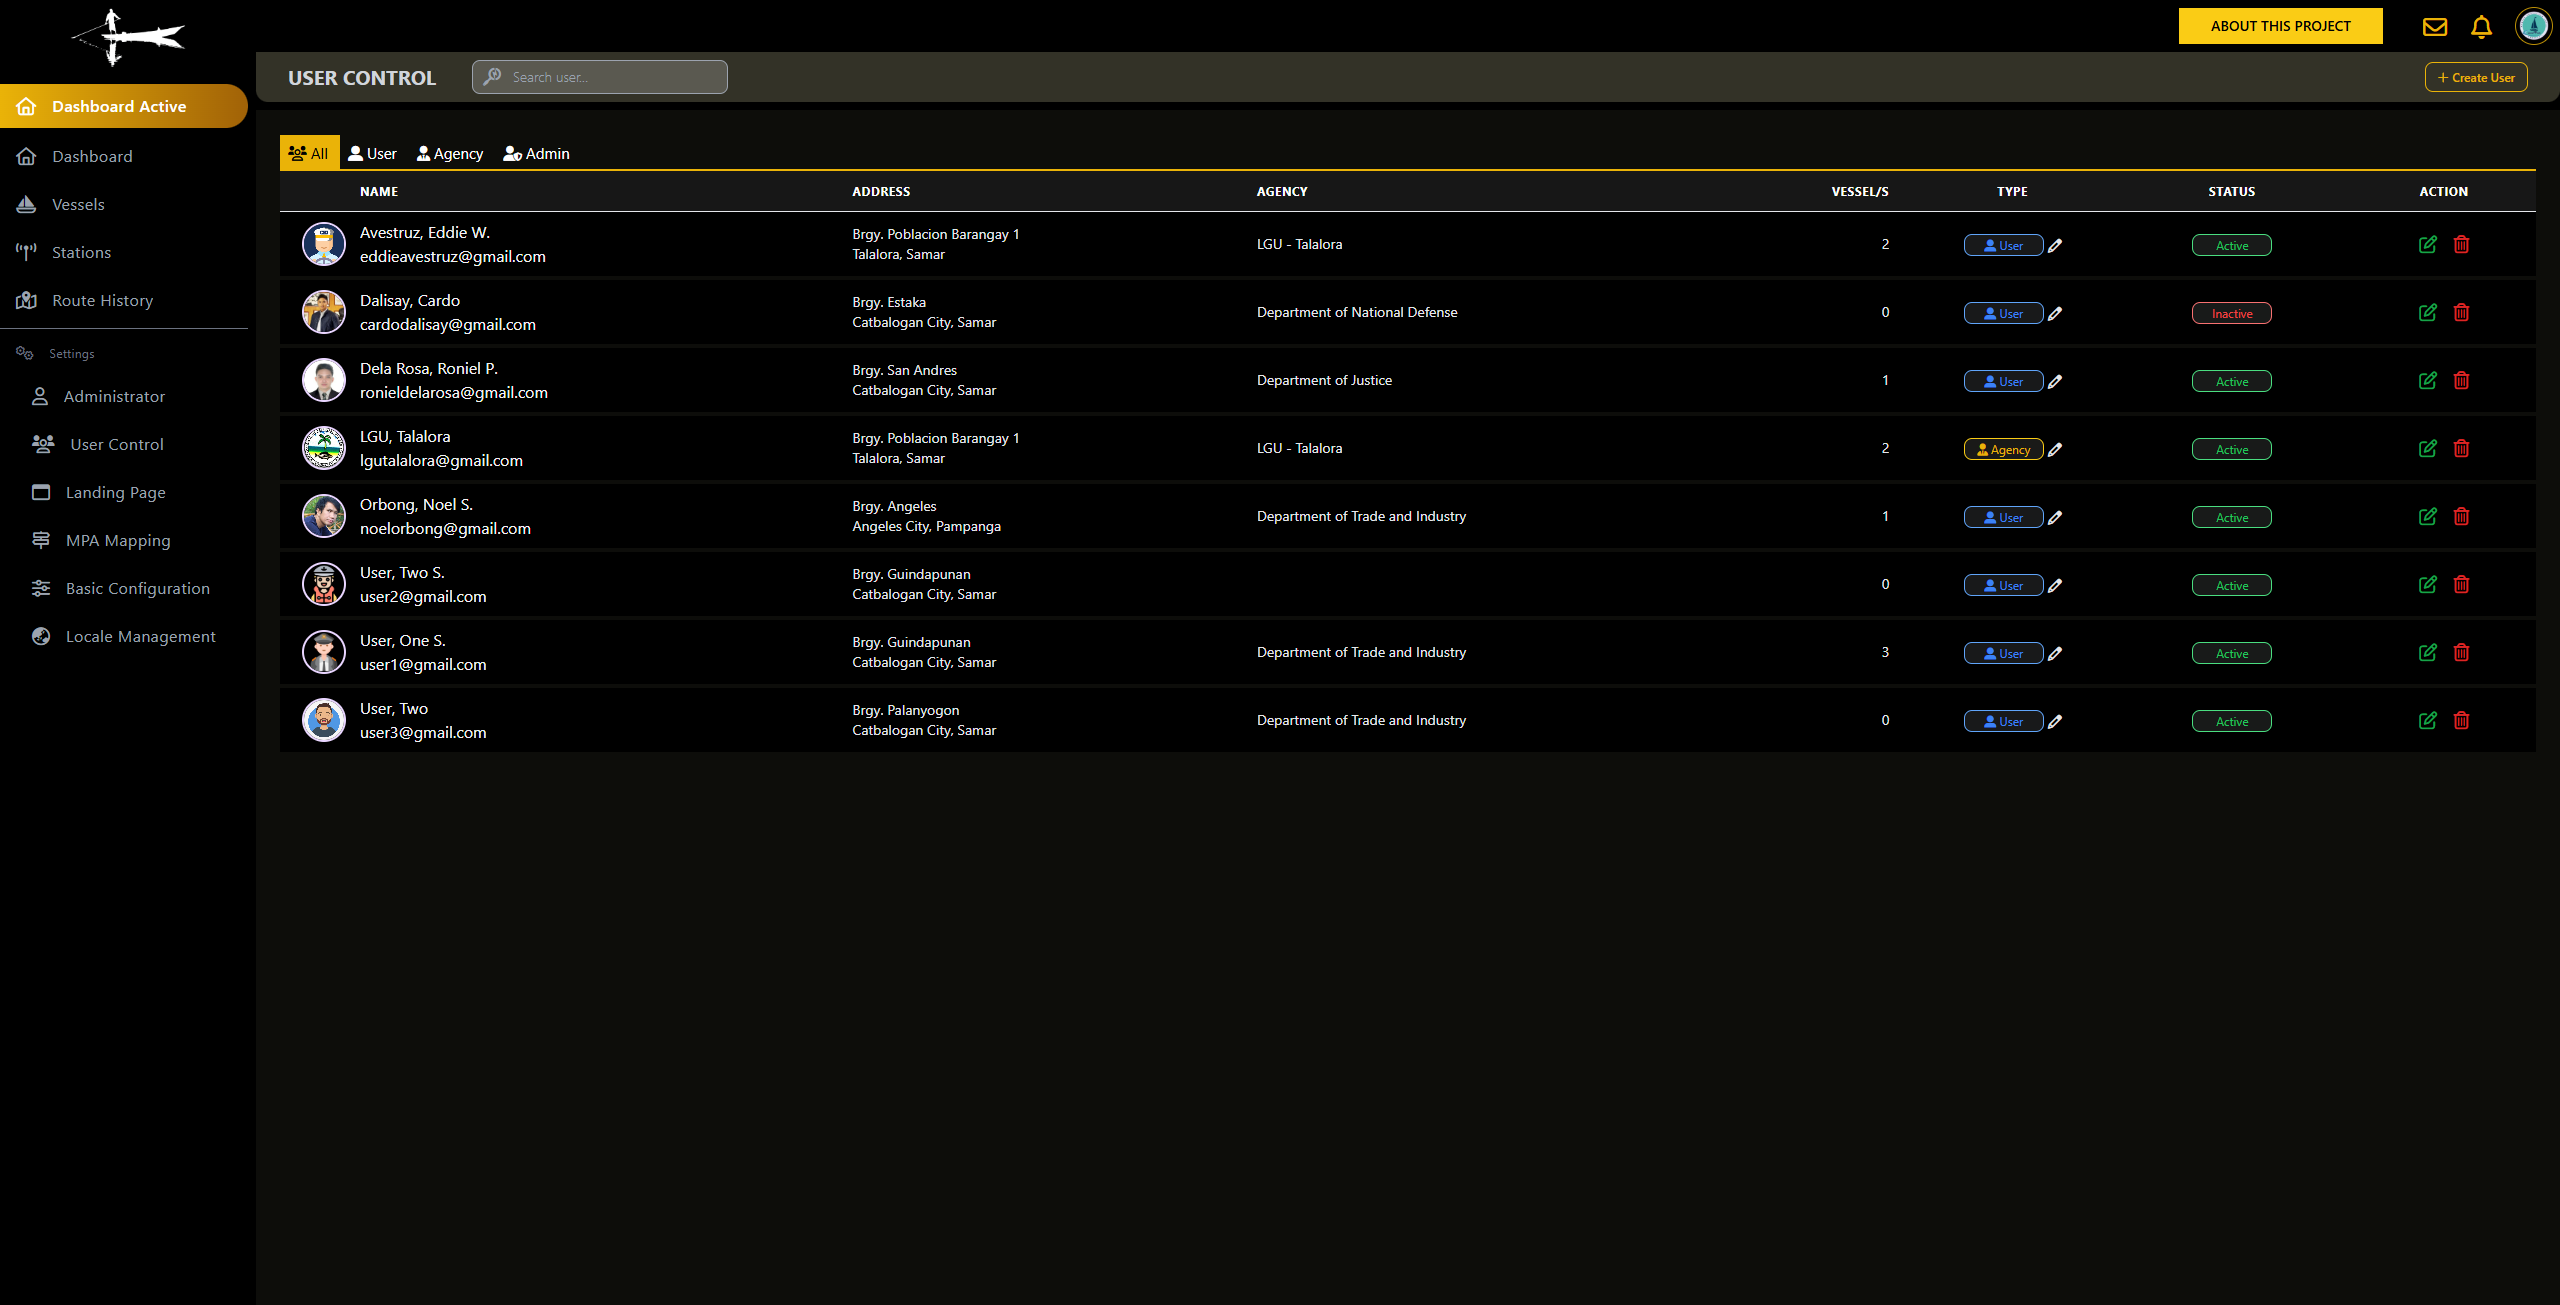 ABOUT THIS PROJECT
USER CONTROL
Search user...
+ Create User
Dashboard Active
Dashboard
Vessels
Stations
Route History
Settings
Administrator
User Control
Landing Page
MPA Mapping
Basic Configuration
Locale Management
All User Agency Admin
NAME ADDRESS AGENCY VESSEL/S TYPE STATUS ACTION
Avestruz, Eddie W.
eddieavestruz@gmail.com
Brgy. Poblacion Barangay 1
Talalora, Samar
LGU - Talalora
2
User
Active
Dalisay, Cardo
cardodalisay@gmail.com
Brgy. Estaka
Catbalogan City, Samar
Department of National Defense
0
User
Inactive
Dela Rosa, Roniel P.
ronieldelarosa@gmail.com
Brgy. San Andres
Catbalogan City, Samar
Department of Justice
1
User
Active
LGU, Talalora
lgutalalora@gmail.com
Brgy. Poblacion Barangay 1
Talalora, Samar
LGU - Talalora
2
Agency
Active
Orbong, Noel S.
noelorbong@gmail.com
Brgy. Angeles
Angeles City, Pampanga
Department of Trade and Industry
1
User
Active
User, Two S.
user2@gmail.com
Brgy. Guindapunan
Catbalogan City, Samar
0
User
Active
User, One S.
user1@gmail.com
Brgy. Guindapunan
Catbalogan City, Samar
Department of Trade and Industry
3
User
Active
User, Two
user3@gmail.com
Brgy. Palanyogon
Catbalogan City, Samar
Department of Trade and Industry
0
User
Active